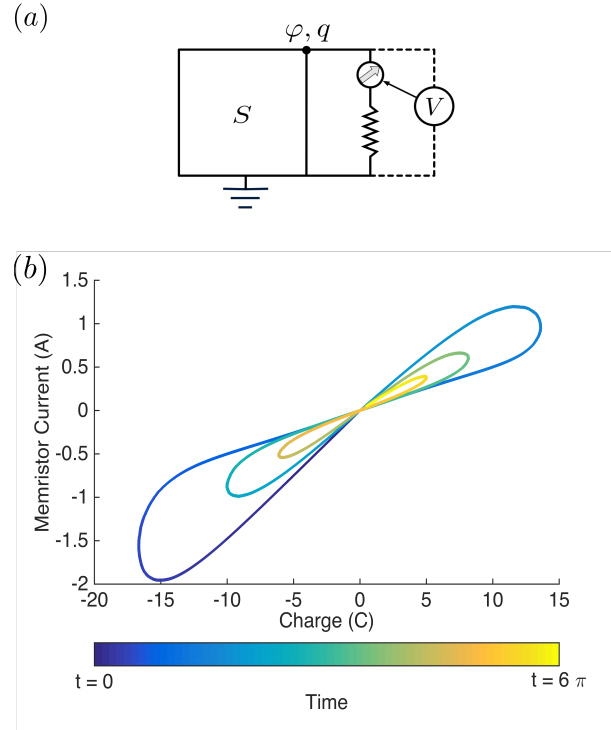 (a)
φ, q
S
V
(b)
1.5
1
0.5
0
-0.5
-1
-1.5
-2
Memristor Current (A)
-20 -15 -10 -5 0 5 10 15
Charge (C)
t = 0 t = 6 π
Time